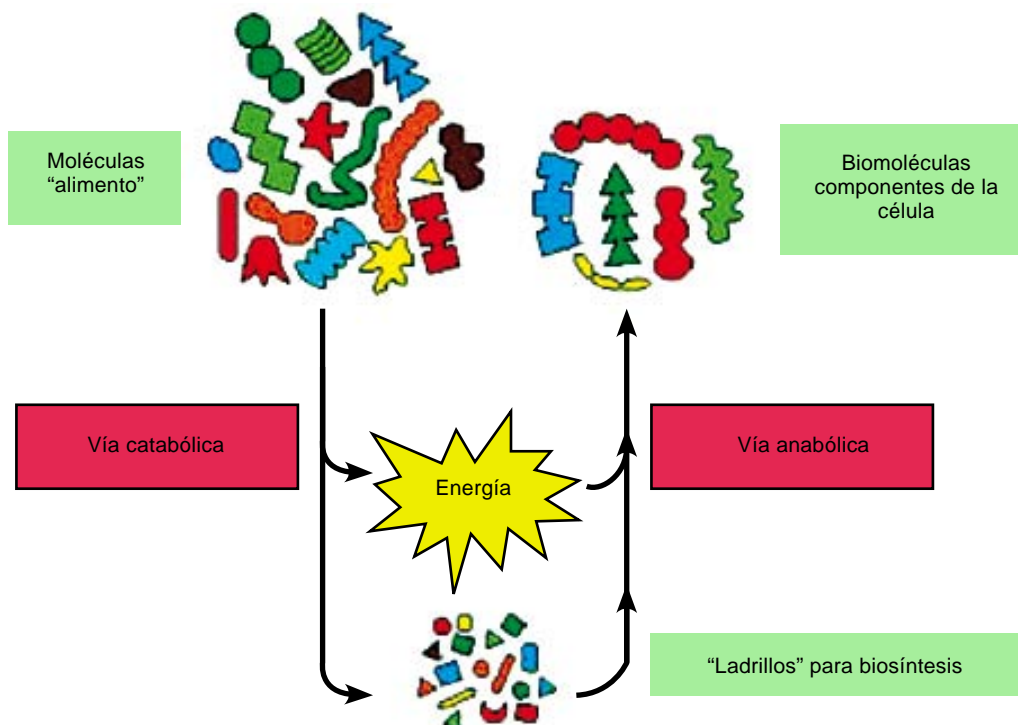 Moléculas
“alimento”
Biomoléculas
componentes de la
célula
Vía catabólica
Energía
Vía anabólica
“Ladrillos” para biosíntesis